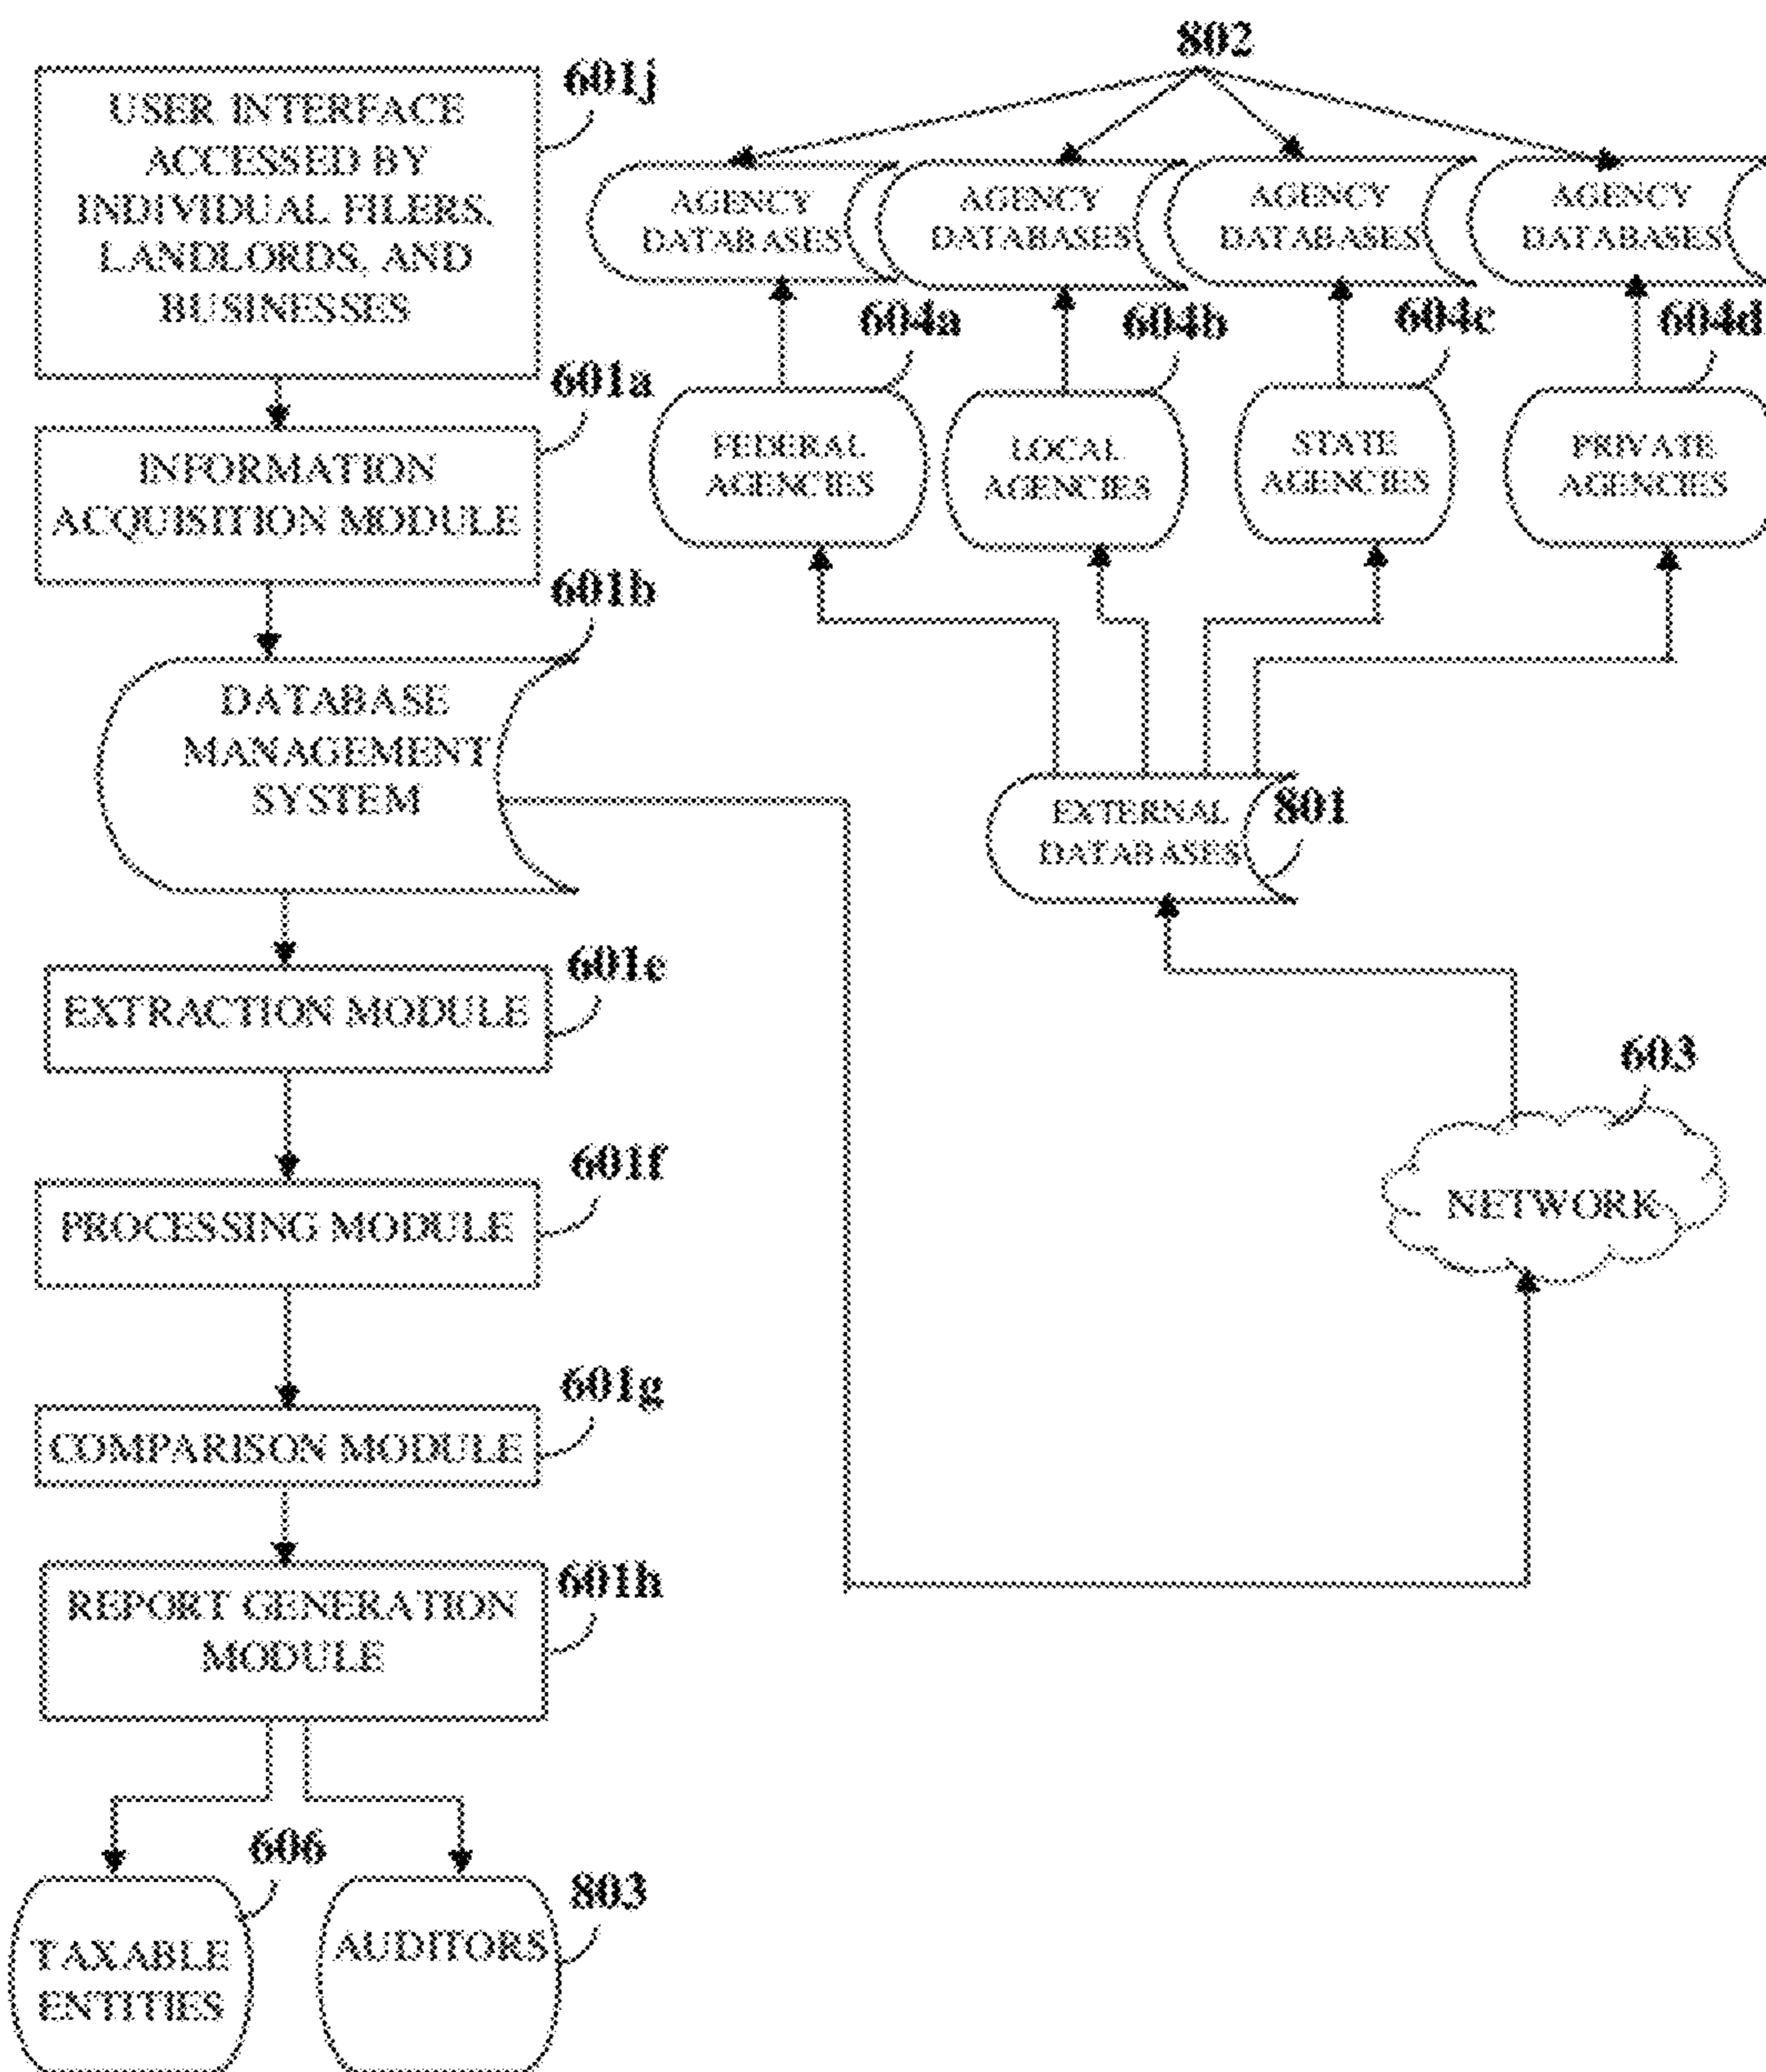 802
601j
USER INTERFACE
ACCESSED BY
INDIVIDUAL FILERS,
LANDLORDS, AND
BUSINESSES
AGENCY
DATABASES
AGENCY
DATABASES
AGENCY
DATABASES
AGENCY
DATABASES
604a
604b
604c
604d
601a
INFORMATION
ACQUISITION MODULE
FEDERAL
AGENCIES
LOCAL
AGENCIES
STATE
AGENCIES
PRIVATE
AGENCIES
601b
DATABASE
MANAGEMENT
SYSTEM
EXTERNAL
DATABASES
801
601e
EXTRACTION MODULE
603
NETWORK
601f
PROCESSING MODULE
601g
COMPARISON MODULE
601h
REPORT GENERATION
MODULE
606
803
TAXABLE
ENTITIES
AUDITORS